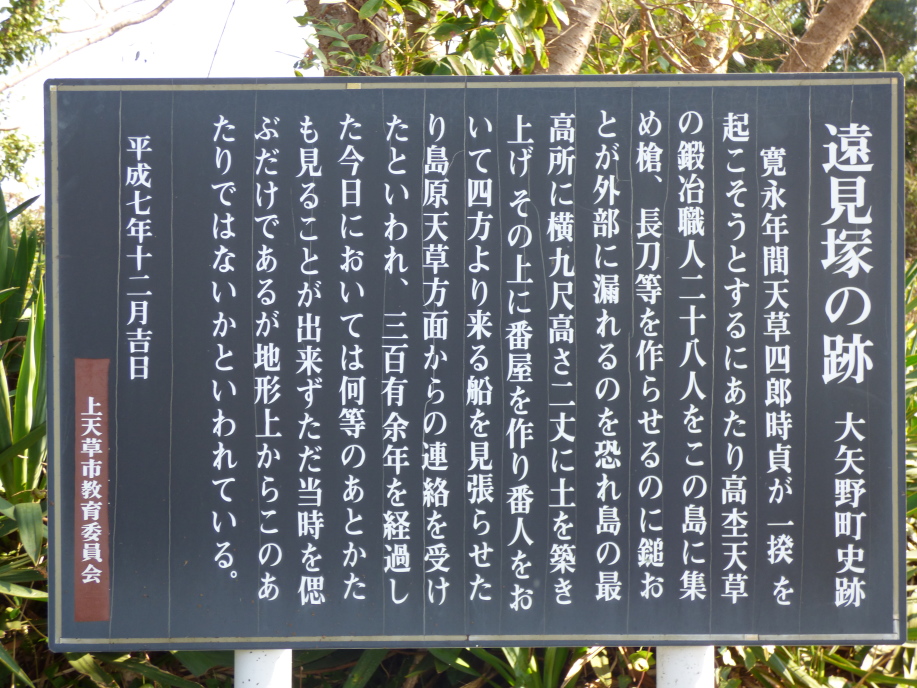 遠見塚の跡 大矢野町史跡
寛永年間天草四郎時貞が一揆を
起こそうとするにあたり高杢天草
の鍛冶職人二十八人をこの島に集
め槍、長刀等を作らせるのに鎚お
とが外部に漏れるのを恐れ島の最
高所に横九尺高さ二丈に土を築き
上げその上に番屋を作り番人をお
いて四方より来る船を見張らせた
り島原天草方面からの連絡を受け
たといわれ、三百有余年を経過し
た今日においては何等のあとかた
も見ることが出来ずただ当時を偲
ぶだけであるが地形上からこのあ
たりではないかといわれている。
平成七年十二月吉日
上天草市教育委員会